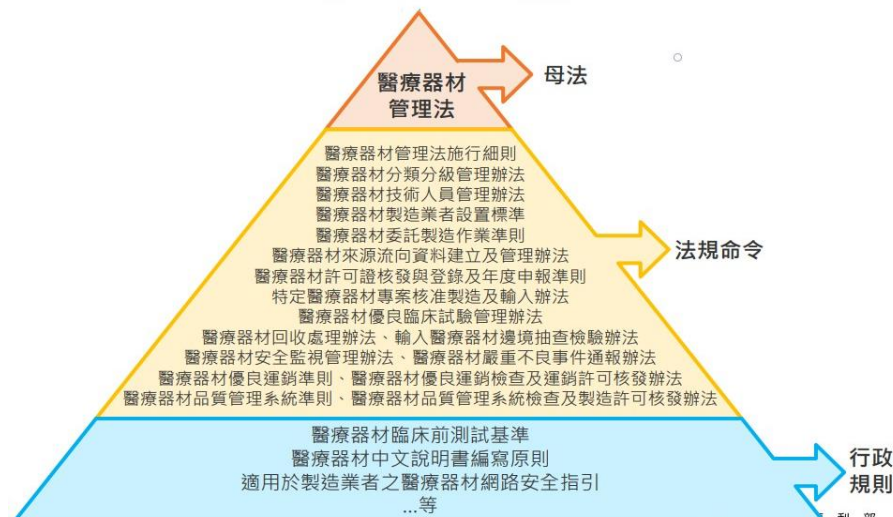 醫療器材
管理法
母法
醫療器材管理法施行細則
醫療器材分類分級管理辦法
醫療器材技術人員管理辦法
醫療器材製造業者設置標準
醫療器材委託製造作業準則
醫療器材來源流向資料建立及管理辦法
醫療器材許可證核發與登錄及年度申報準則
特定醫療器材專案核准製造及輸入辦法
醫療器材優良臨床試驗管理辦法
醫療器材回收處理辦法、輸入醫療器材邊境抽查檢驗辦法
醫療器材安全監視管理辦法、醫療器材嚴重不良事件通報辦法
醫療器材優良運銷準則、醫療器材優良運銷檢查及運銷許可核發辦法
醫療器材品質管理系統準則、醫療器材品質管理系統檢查及製造許可核發辦法
法規命令
醫療器材臨床前測試基準
醫療器材中文說明書編寫原則
適用於製造業者之醫療器材網路安全指引
...等
行政
規則